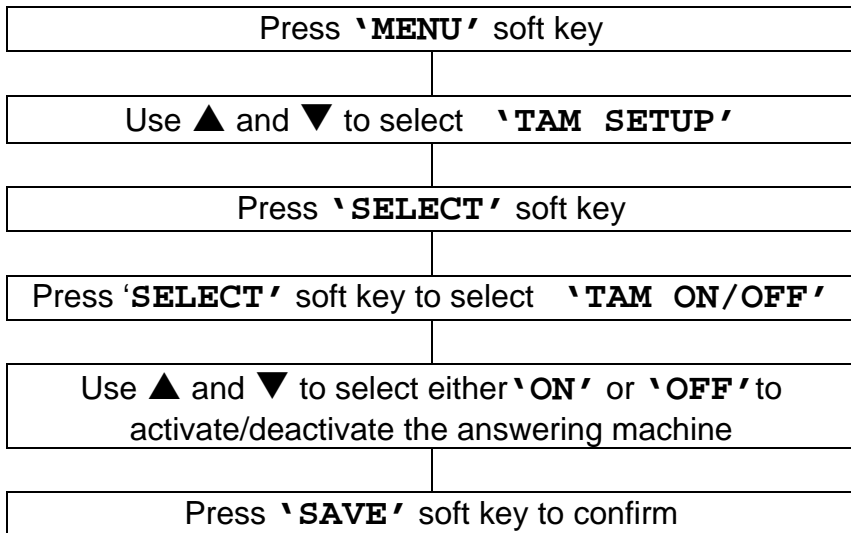 Press ‵MENU′ soft key
Use ▲ and ▼ to select ‵TAM SETUP′
Press ‵SELECT′ soft key
Press ‘SELECT′ soft key to select ‵TAM ON/OFF′
Use ▲ and ▼ to select either‵ON′ or ‵OFF′to
activate/deactivate the answering machine
Press ‵SAVE′ soft key to confirm